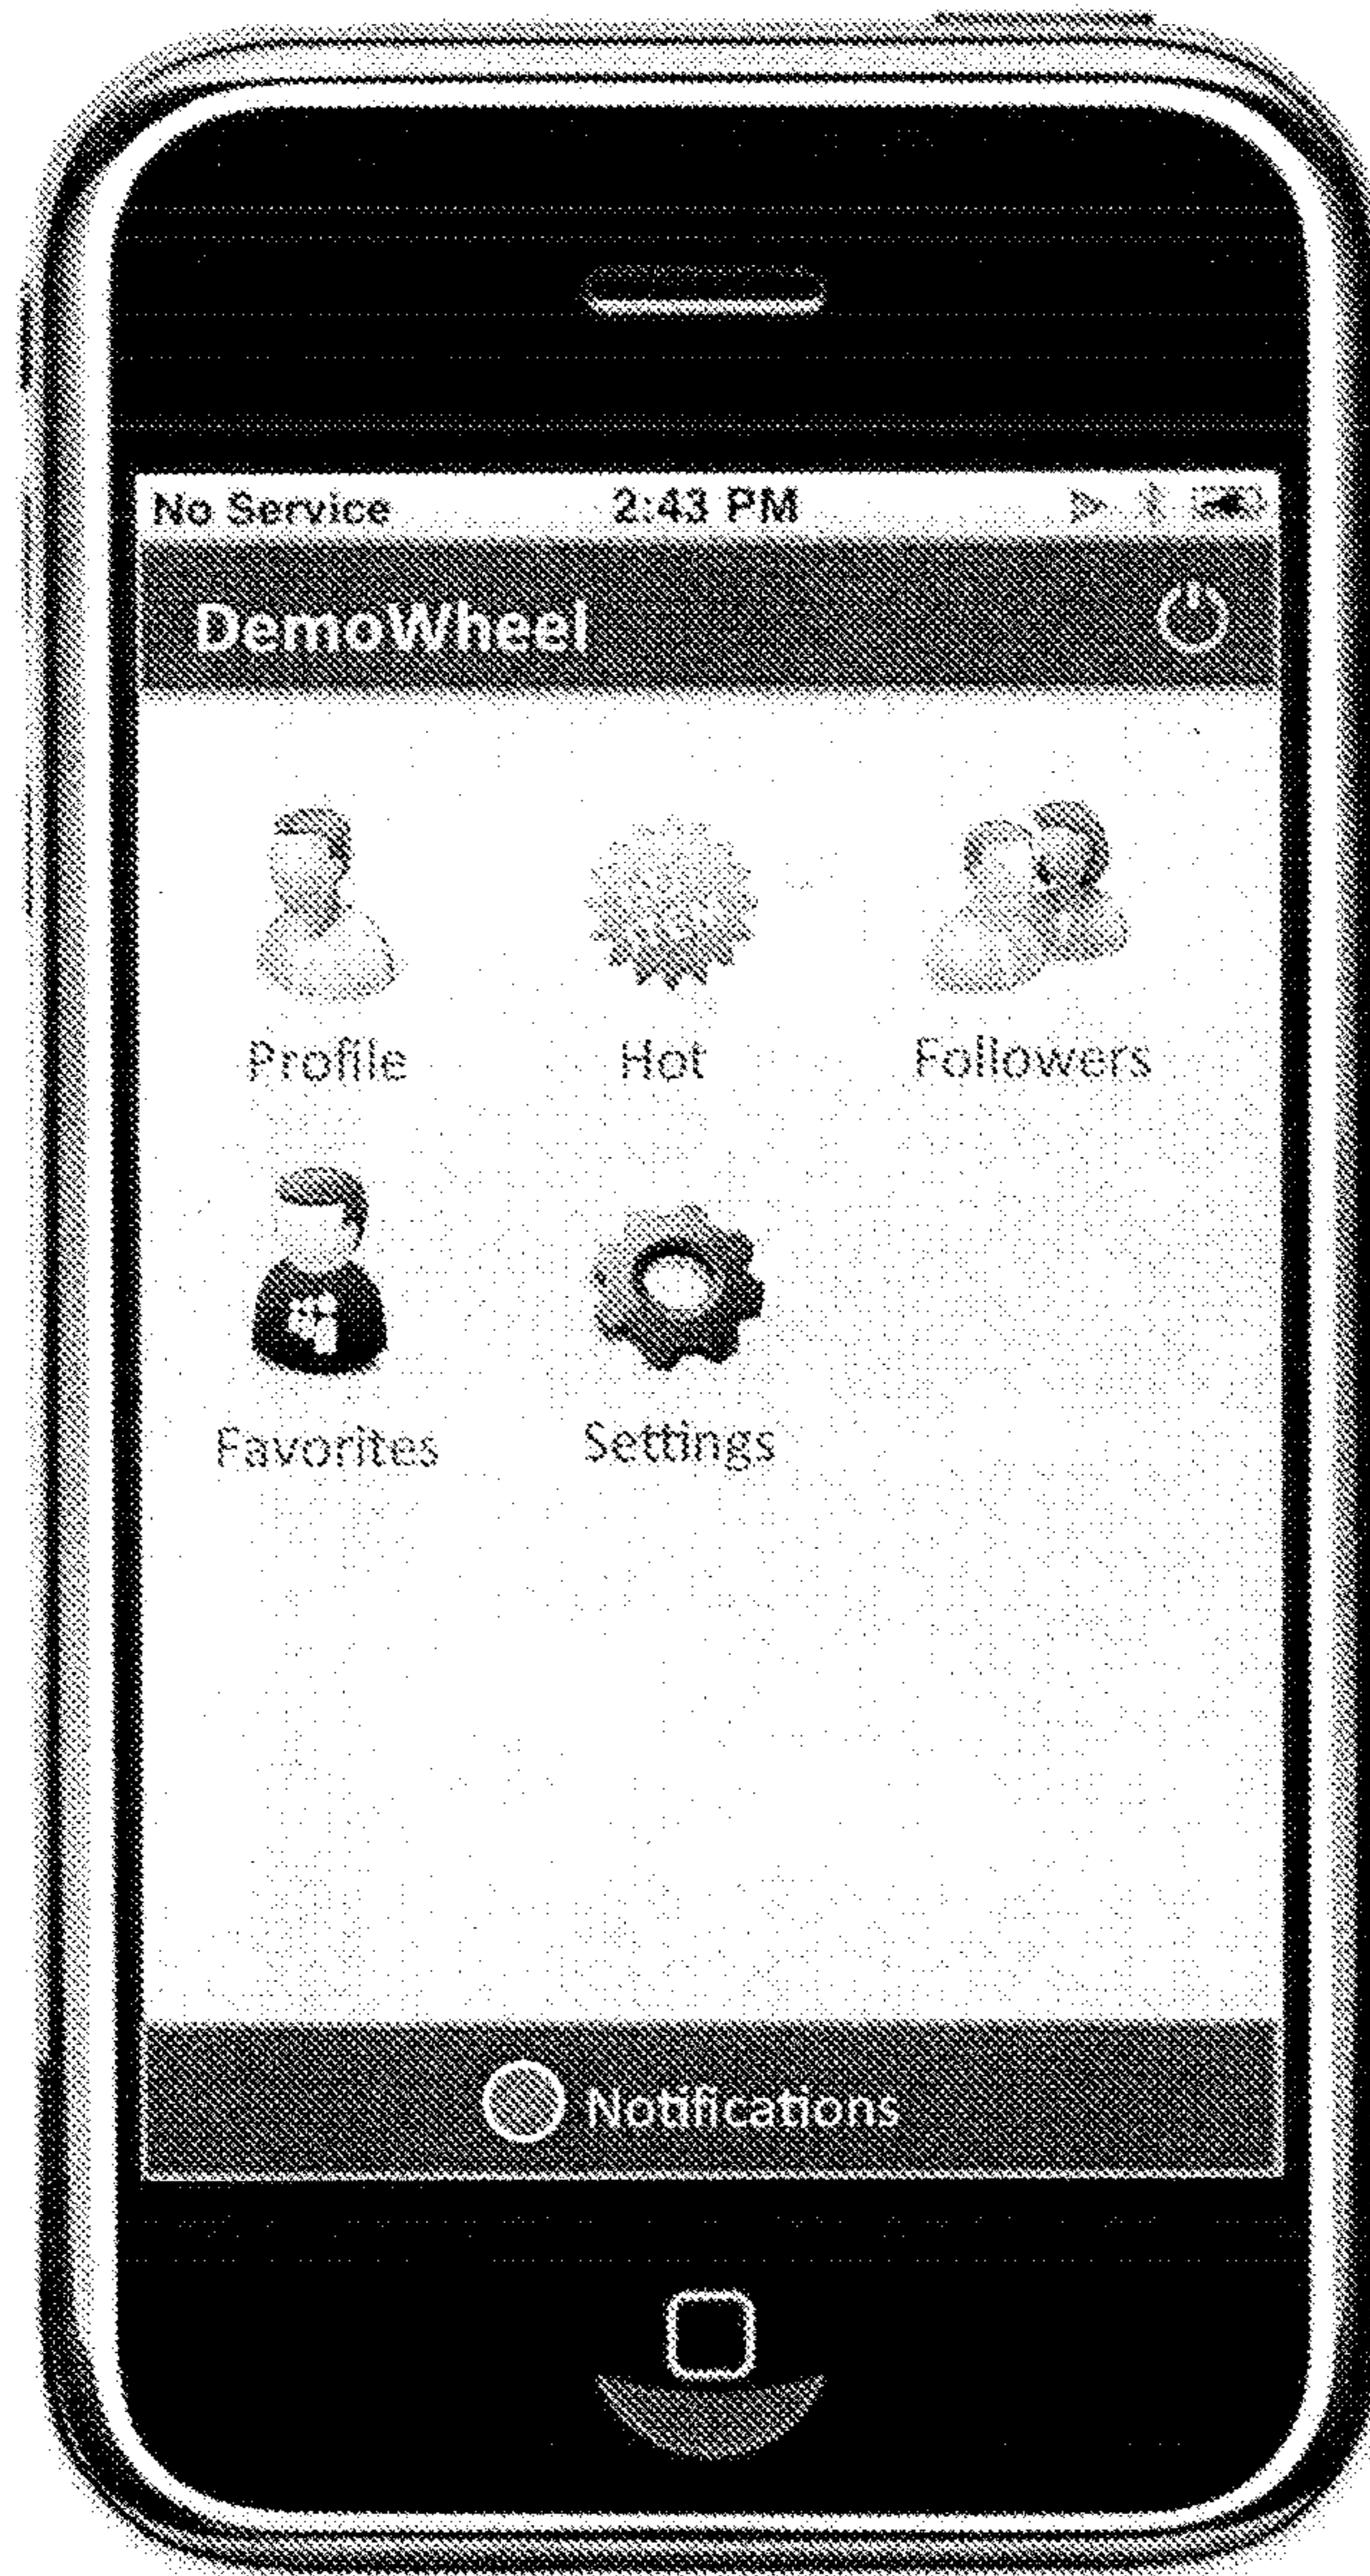 No Service 2:43 PM
DemoWheel
Profile Hot Followers
Favorites Settings
Notifications